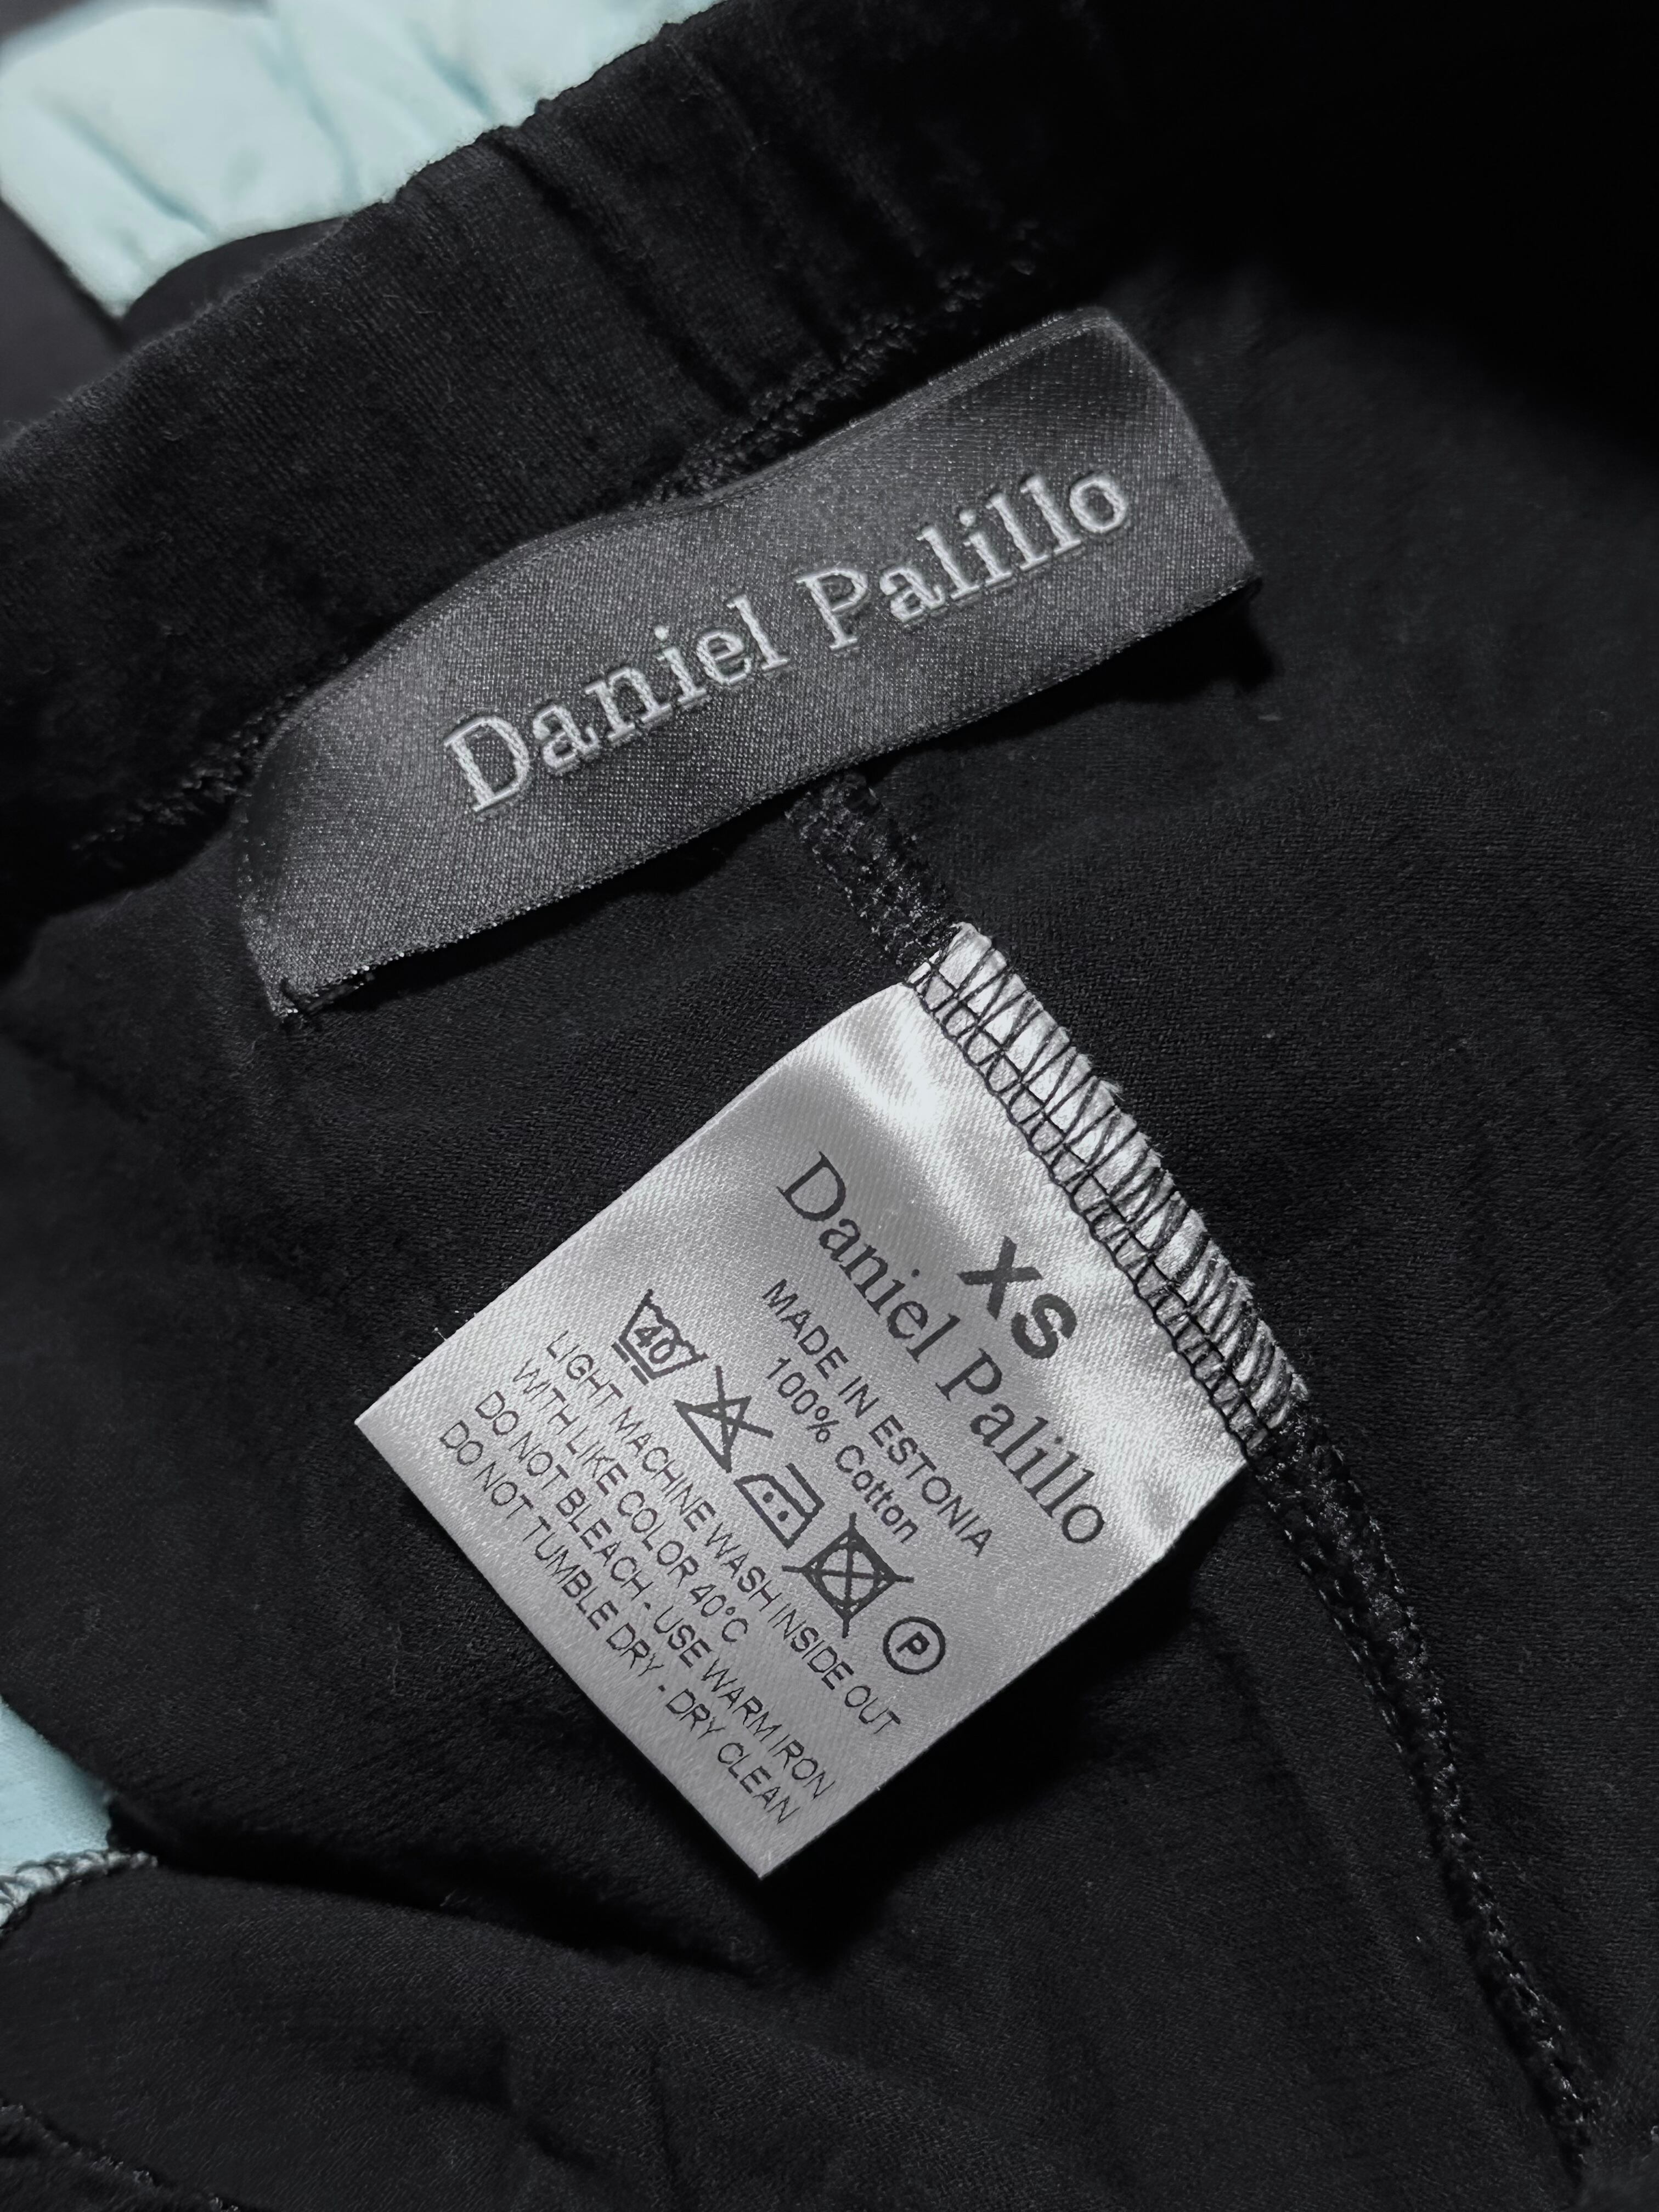 Daniel Palillo
XS
Daniel Palillo
MADE IN ESTONIA
100% Cotton
40
P
LIGHT MACHINE WASH INSIDE OUT
WITH LIKE COLOR 40°C
DO NOT BLEACH - USE WARM IRON
DO NOT TUMBLE DRY - DRY CLEAN